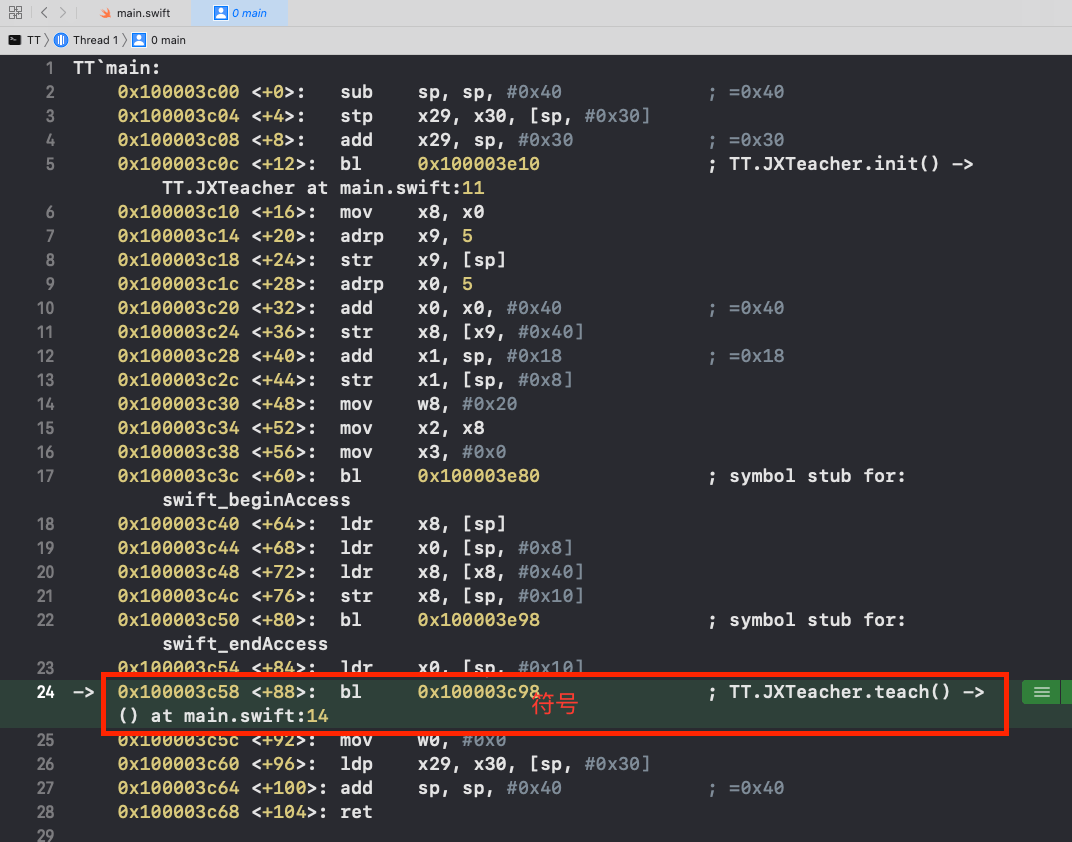 main.swift
0 main
TT
Thread 1
0 main
1 TT`main:
2 0x100003c00 <+0>: sub sp, sp, #0x40 ; =0x40
3 0x100003c04 <+4>: stp x29, x30, [sp, #0x30]
4 0x100003c08 <+8>: add x29, sp, #0x30 ; =0x30
5 0x100003c0c <+12>: bl 0x100003e10 ; TT.JXTeacher.init() ->
TT.JXTeacher at main.swift:11
6 0x100003c10 <+16>: mov x8, x0
7 0x100003c14 <+20>: adrp x9, 5
8 0x100003c18 <+24>: str x9, [sp]
9 0x100003c1c <+28>: adrp x0, 5
10 0x100003c20 <+32>: add x0, x0, #0x40 ; =0x40
11 0x100003c24 <+36>: str x8, [x9, #0x40]
12 0x100003c28 <+40>: add x1, sp, #0x18 ; =0x18
13 0x100003c2c <+44>: str x1, [sp, #0x8]
14 0x100003c30 <+48>: mov w8, #0x20
15 0x100003c34 <+52>: mov x2, x8
16 0x100003c38 <+56>: mov x3, #0x0
17 0x100003c3c <+60>: bl 0x100003e80 ; symbol stub for:
swift_beginAccess
18 0x100003c40 <+64>: ldr x8, [sp]
19 0x100003c44 <+68>: ldr x0, [sp, #0x8]
20 0x100003c48 <+72>: ldr x8, [x8, #0x40]
21 0x100003c4c <+76>: str x8, [sp, #0x10]
22 0x100003c50 <+80>: bl 0x100003e98 ; symbol stub for:
swift_endAccess
23 0x100003c54 <+84>: ldr x0, [sp, #0x10]
24 -> 0x100003c58 <+88>: bl 0x100003c98 ; TT.JXTeacher.teach() ->
符号
() at main.swift:14
25 0x100003c5c <+92>: mov w0, #0x0
26 0x100003c60 <+96>: ldp x29, x30, [sp, #0x30]
27 0x100003c64 <+100>: add sp, sp, #0x40 ; =0x40
28 0x100003c68 <+104>: ret
29